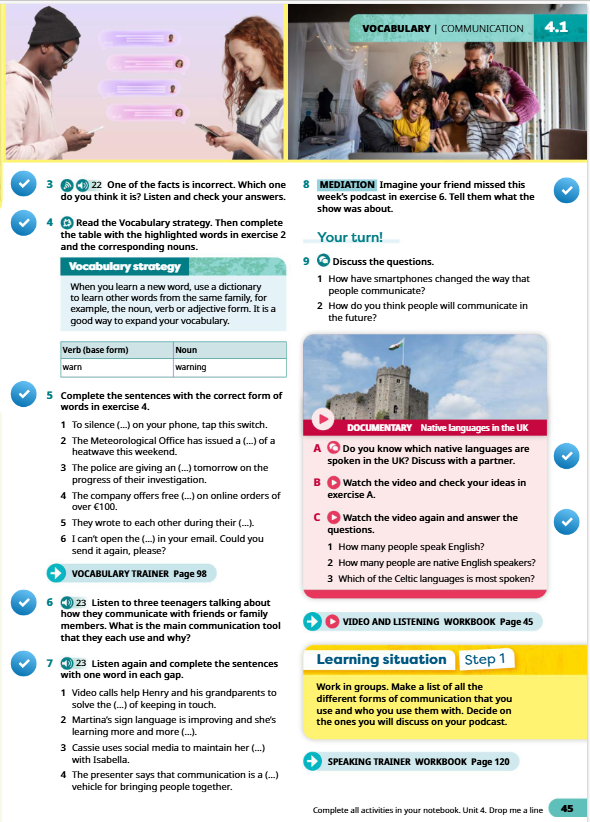 VOCABULARY | COMMUNICATION 4.1
3 22 One of the facts is incorrect. Which one
do you think it is? Listen and check your answers.
4 Read the Vocabulary strategy. Then complete
the table with the highlighted words in exercise 2
and the corresponding nouns.
Vocabulary strategy
When you learn a new word, use a dictionary
to learn other words from the same family, for
example, the noun, verb or adjective form. It is a
good way to expand your vocabulary.
Verb (base form) Noun
warn warning
5 Complete the sentences with the correct form of
words in exercise 4.
1 To silence (...) on your phone, tap this switch.
2 The Meteorological Office has issued a (...) of a
heatwave this weekend.
3 The police are giving an (...) tomorrow on the
progress of their investigation.
4 The company offers free (...) on online orders of
over €100.
5 They wrote to each other during their (...).
6 I can't open the (...) in your email. Could you
send it again, please?
VOCABULARY TRAINER Page 98
6 23 Listen to three teenagers talking about
how they communicate with friends or family
members. What is the main communication tool
that they each use and why?
7 23 Listen again and complete the sentences
with one word in each gap.
1 Video calls help Henry and his grandparents to
solve the (...) of keeping in touch.
2 Martina's sign language is improving and she's
learning more and more (...).
3 Cassie uses social media to maintain her (...)
with Isabella.
4 The presenter says that communication is a (...)
vehicle for bringing people together.
8 MEDIATION Imagine your friend missed this
week's podcast in exercise 6. Tell them what the
show was about.
Your turn!
9 Discuss the questions.
1 How have smartphones changed the way that
people communicate?
2 How do you think people will communicate in
the future?
DOCUMENTARY Native languages in the UK
A Do you know which native languages are
spoken in the UK? Discuss with a partner.
B Watch the video and check your ideas in
exercise A.
C Watch the video again and answer the
questions.
1 How many people speak English?
2 How many people are native English speakers?
3 Which of the Celtic languages is most spoken?
VIDEO AND LISTENING WORKBOOK Page 45
Learning situation Step 1
Work in groups. Make a list of all the
different forms of communication that you
use and who you use them with. Decide on
the ones you will discuss on your podcast.
SPEAKING TRAINER WORKBOOK Page 120
Complete all activities in your notebook. Unit 4. Drop me a line 45